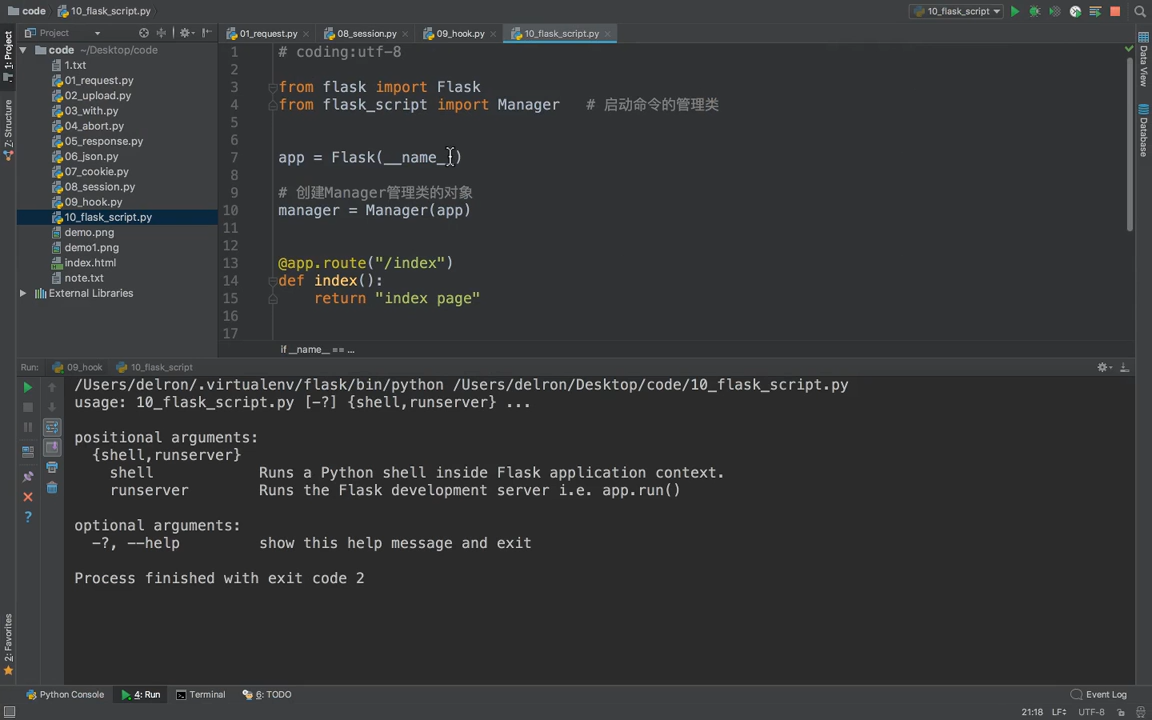 code 10_flask_script.py
10_flask_script
Project
01_request.py
08_session.py
09_hook.py
10_flask_script.py
1: Project
7: Structure
2: Favorites
Data View
Database
code ~/Desktop/code
1.txt
01_request.py
02_upload.py
03_with.py
04_abort.py
05_response.py
06_json.py
07_cookie.py
08_session.py
09_hook.py
10_flask_script.py
demo.png
demo1.png
index.html
note.txt
External Libraries
1 # coding:utf-8
2
3 from flask import Flask
4 from flask_script import Manager # 启动命令的管理类
5
6
7 app = Flask(__name__)
8
9 # 创建Manager管理类的对象
10 manager = Manager(app)
11
12
13 @app.route("/index")
14 def index():
15 return "index page"
16
17
if __name__ == ...
Run: 09_hook 10_flask_script
/Users/delron/.virtualenv/flask/bin/python /Users/delron/Desktop/code/10_flask_script.py
usage: 10_flask_script.py [-?] {shell,runserver} ...
positional arguments:
{shell,runserver}
shell Runs a Python shell inside Flask application context.
runserver Runs the Flask development server i.e. app.run()
optional arguments:
-?, --help show this help message and exit
Process finished with exit code 2
Python Console 4: Run Terminal 6: TODO Event Log
21:18 LF÷ UTF-8